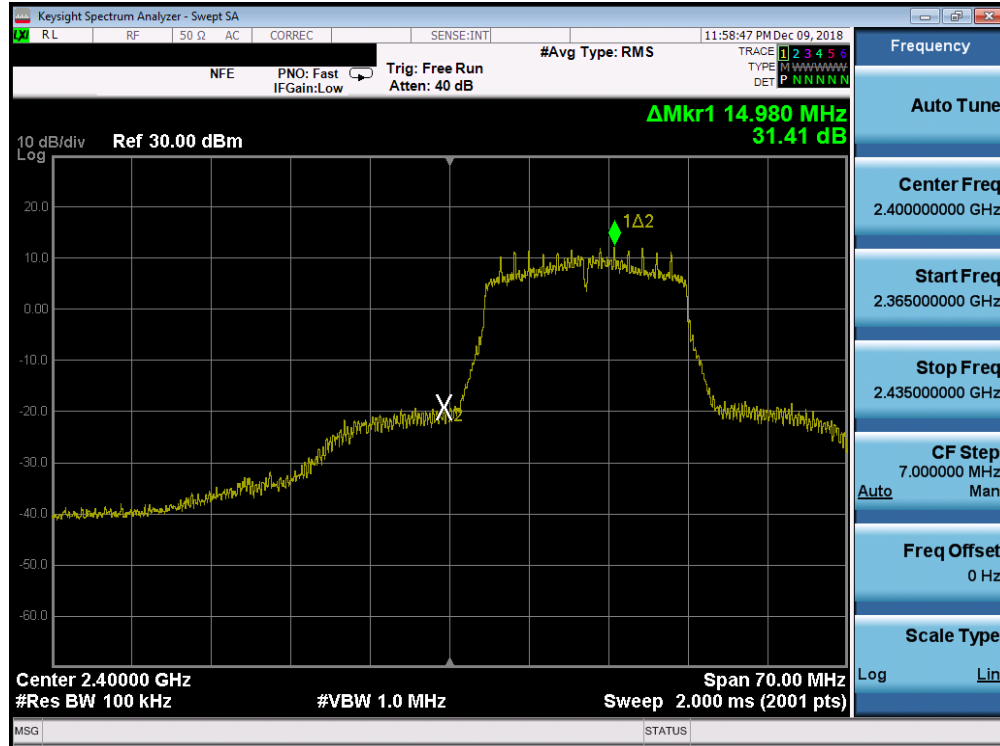 Keysight Spectrum Analyzer - Swept SA
LXI RL RF 50 Ω AC CORREC SENSE:INT 11:58:47 PM Dec 09, 2018
NFE PNO: Fast IFGain:Low Trig: Free Run Atten: 40 dB #Avg Type: RMS
TRACE 1 2 3 4 5 6
TYPE M WWWWW
DET P N N N N N
ΔMkr1 14.980 MHz
31.41 dB
10 dB/div Ref 30.00 dBm
Log
20.0
10.0
0.00
-10.0
-20.0
-30.0
-40.0
-50.0
-60.0
1Δ2
X2
Center 2.40000 GHz Span 70.00 MHz
#Res BW 100 kHz #VBW 1.0 MHz Sweep 2.000 ms (2001 pts)
MSG STATUS
Frequency
Auto Tune
Center Freq
2.400000000 GHz
Start Freq
2.365000000 GHz
Stop Freq
2.435000000 GHz
CF Step
7.000000 MHz
Auto Man
Freq Offset
0 Hz
Scale Type
Log Lin